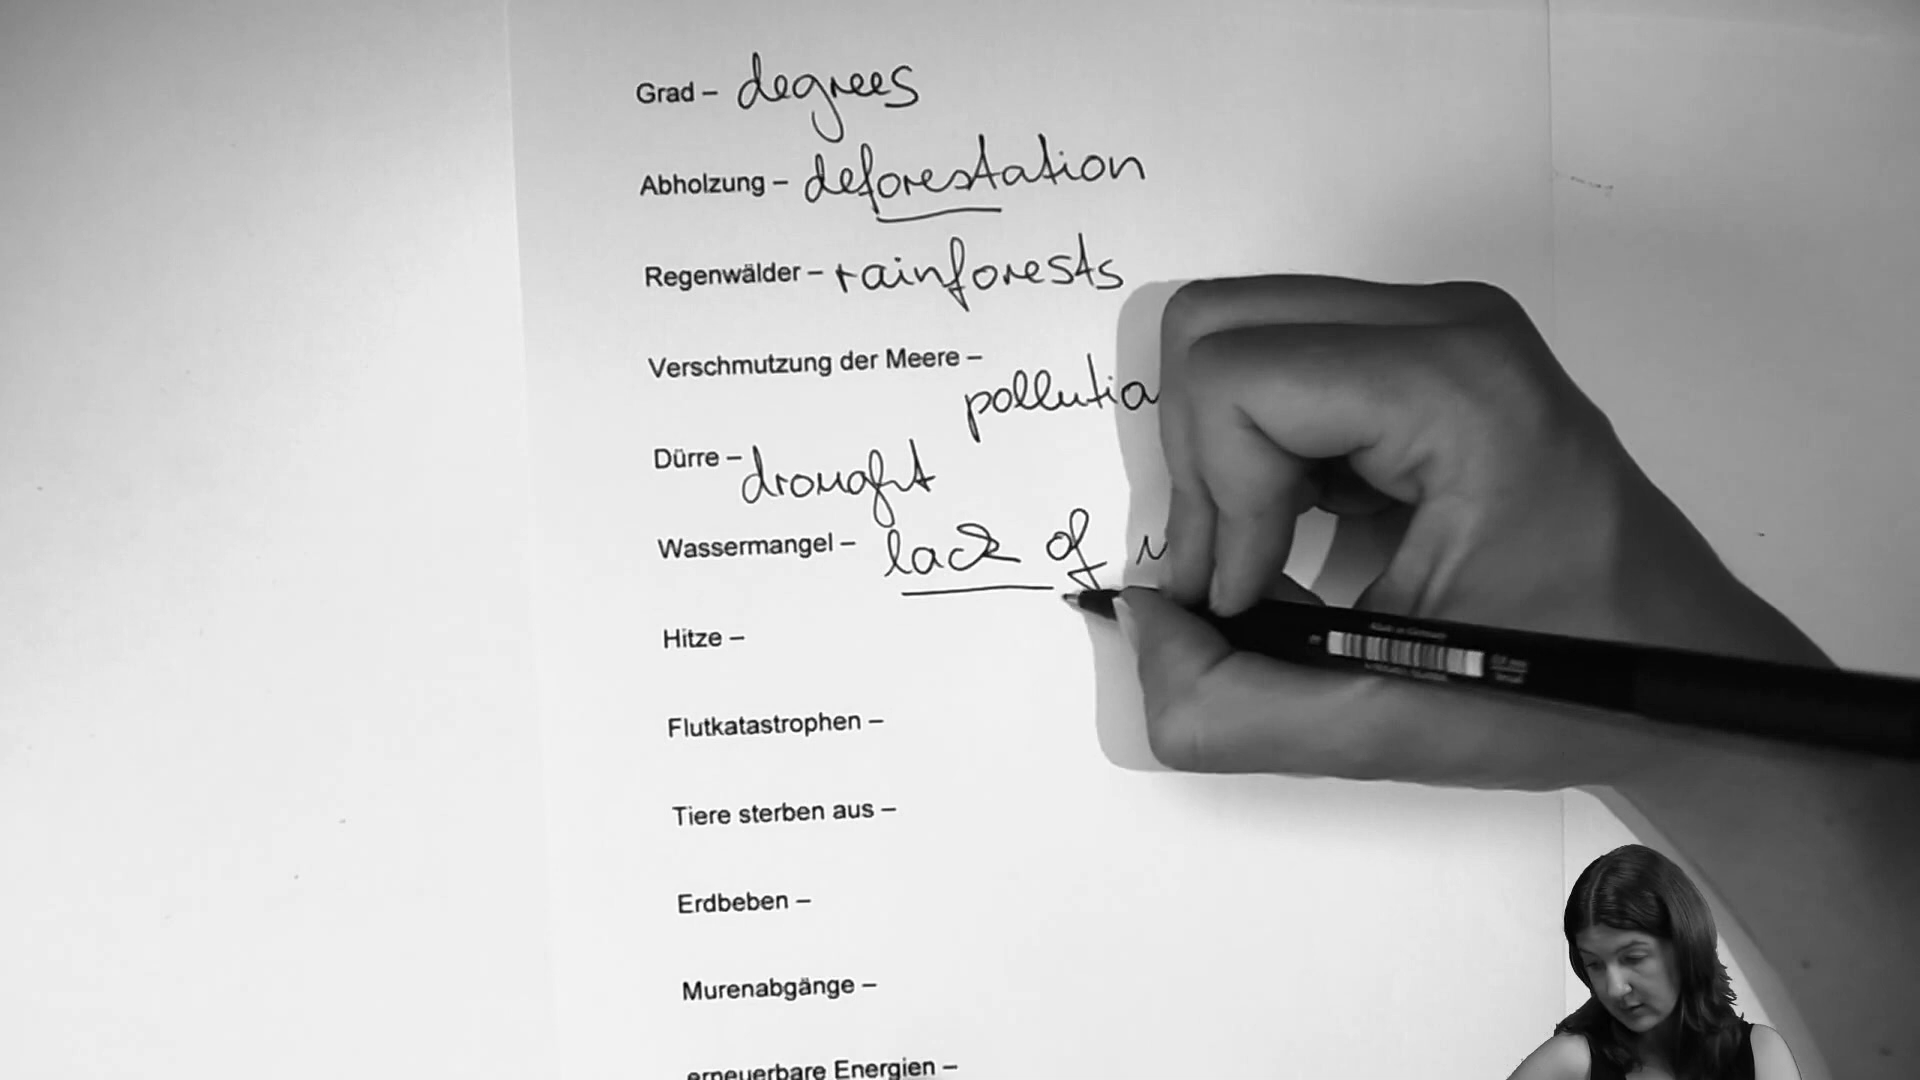 Grad – degrees
Abholzung – deforestation
Regenwälder – rainforests
Verschmutzung der Meere –
pollutio
Dürre – drought
Wassermangel – lack of
Hitze –
Flutkatastrophen –
Tiere sterben aus –
Erdbeben –
Murenabgänge –
erneuerbare Energien –